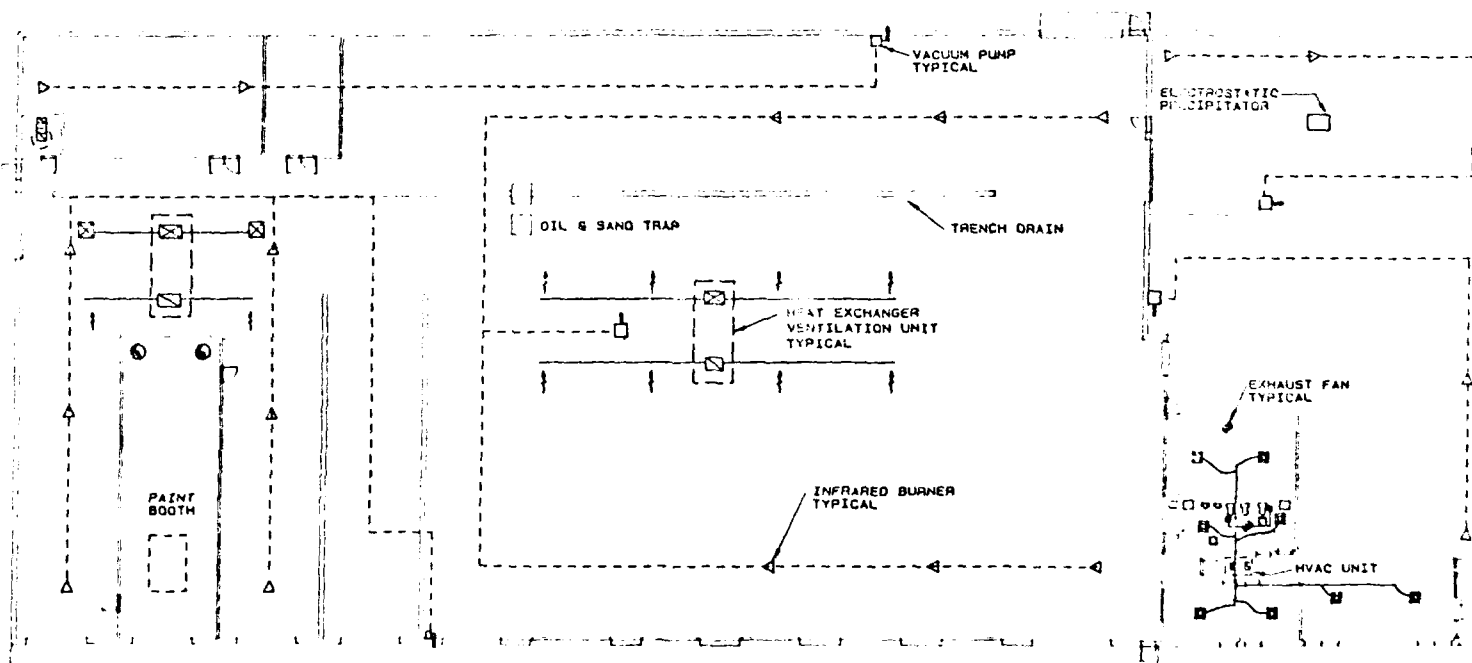 VACUUM PUMP
TYPICAL
ELECTROSTATIC
PRECIPITATOR
OIL & SAND TRAP
TRENCH DRAIN
HEAT EXCHANGER
VENTILATION UNIT
TYPICAL
EXHAUST FAN
TYPICAL
PAINT
BOOTH
INFRARED BURNER
TYPICAL
HVAC UNIT